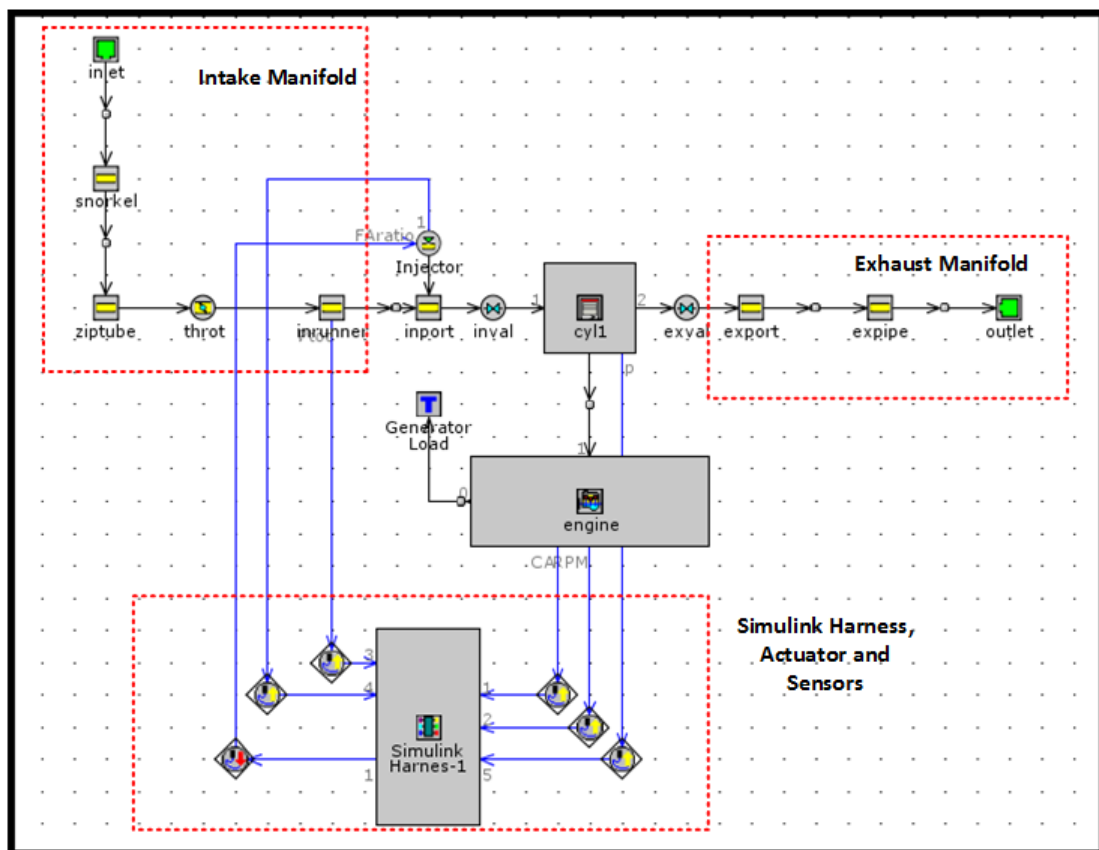 inlet
Intake Manifold
snorkel
1
FAratio
Injector
Exhaust Manifold
ziptube
throt
inrunner
inport
inval
1
cyl1
2
exval
export
expipe
outlet
p
Generator
Load
1
0
engine
CARPM
Simulink Harness,
Actuator and
Sensors
3
4
1
2
Simulink
Harnes-1
1
5